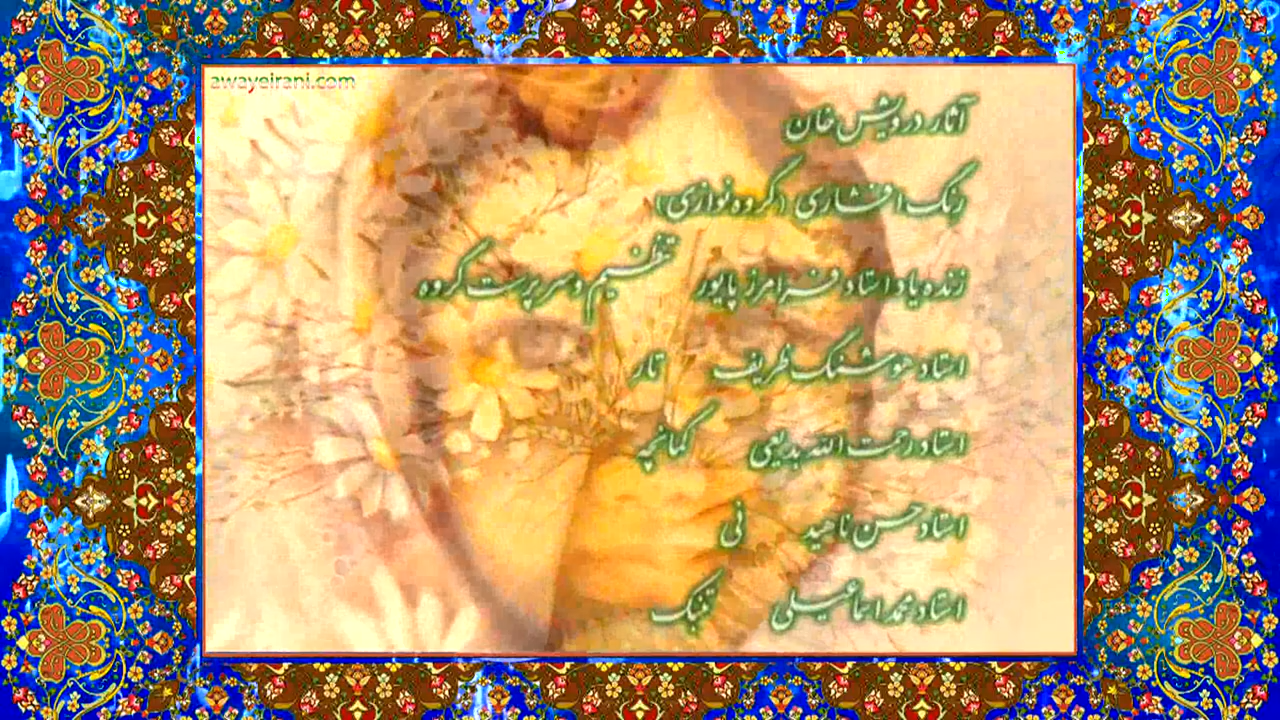 awayeirani.com
آثار درویش خان
رنگ افشاری (گروه نوازی)
زنده یاد استاد فرامرز پایور تنظیم و سرپرست گروه
استاد هوشنگ ظریف تار
استاد رحمت الله بدیعی کمانچه
استاد حسن ناهید نی
استاد محمد اسماعیلی تنبک